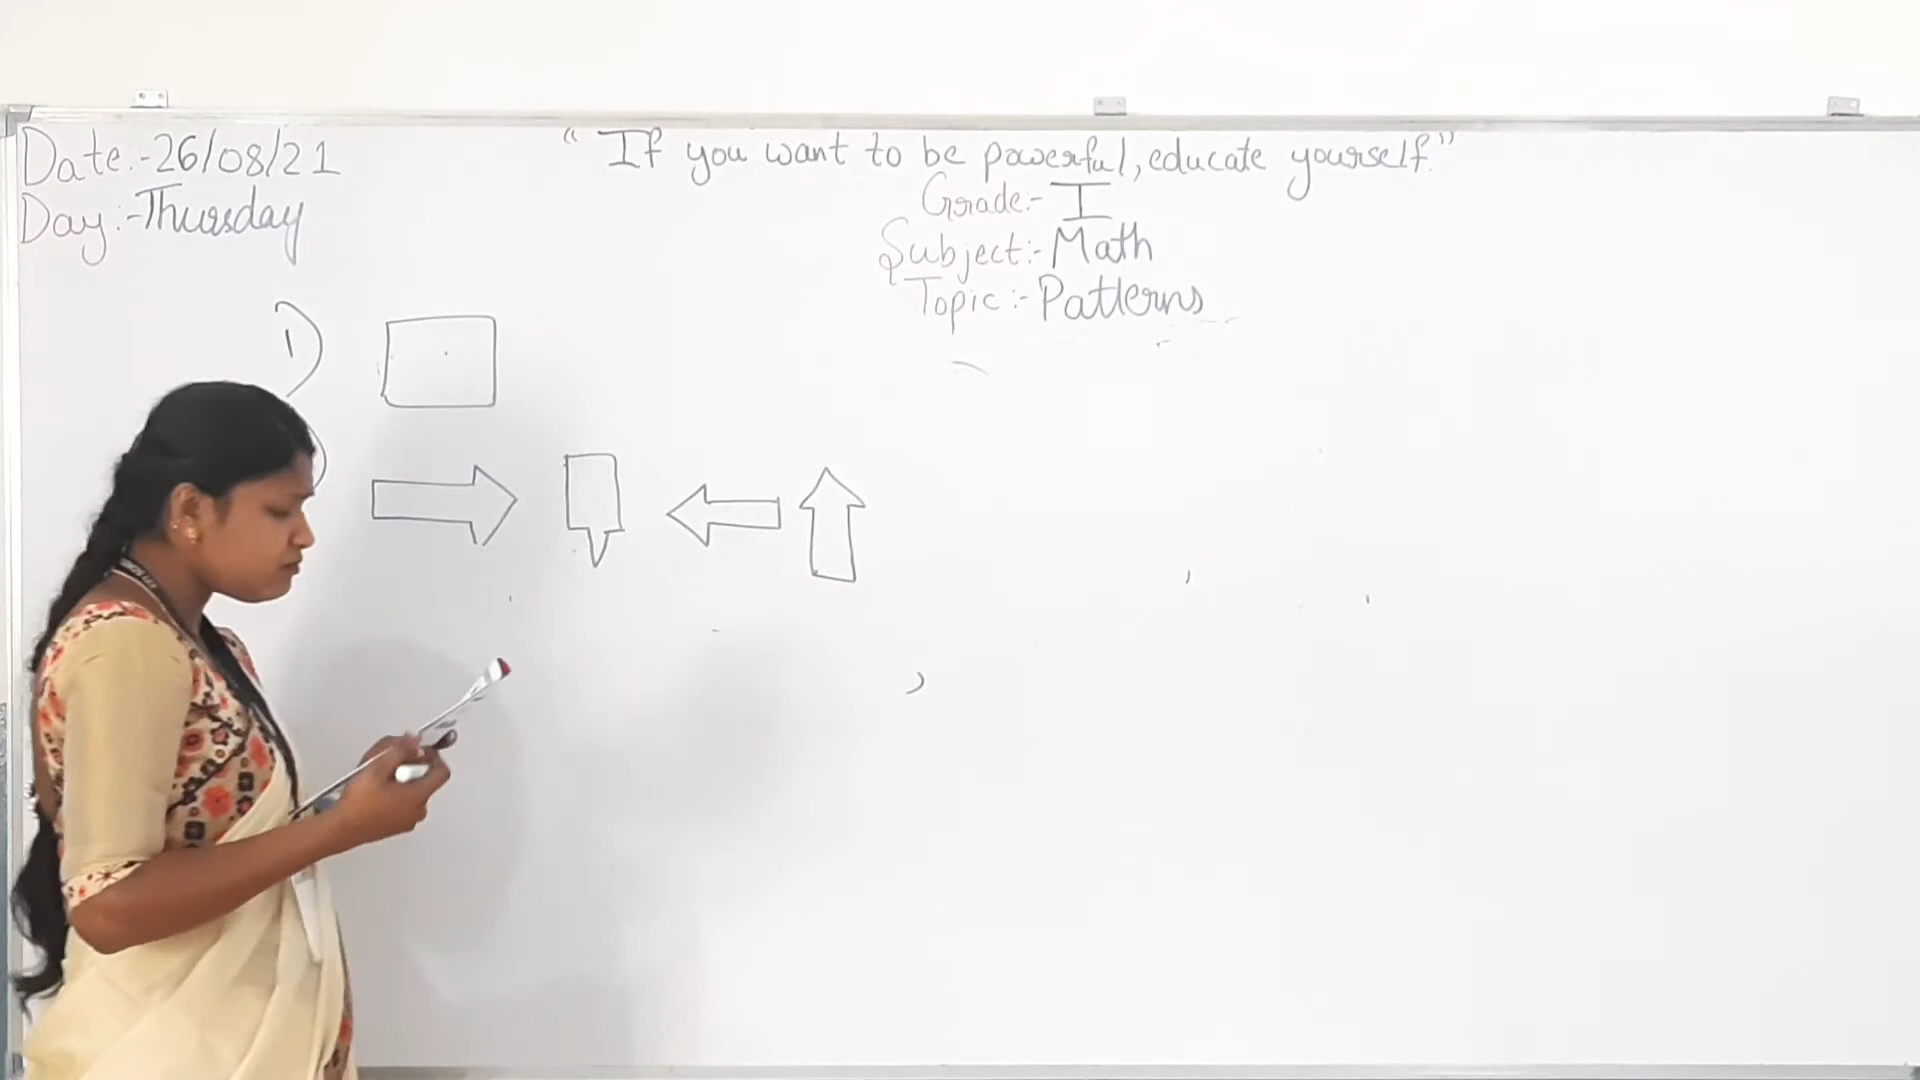 Date:-26/08/21
Day:-Thursday
"If you want to be powerful, educate yourself."
Grade:- I
Subject:- Math
Topic:- Patterns
1)